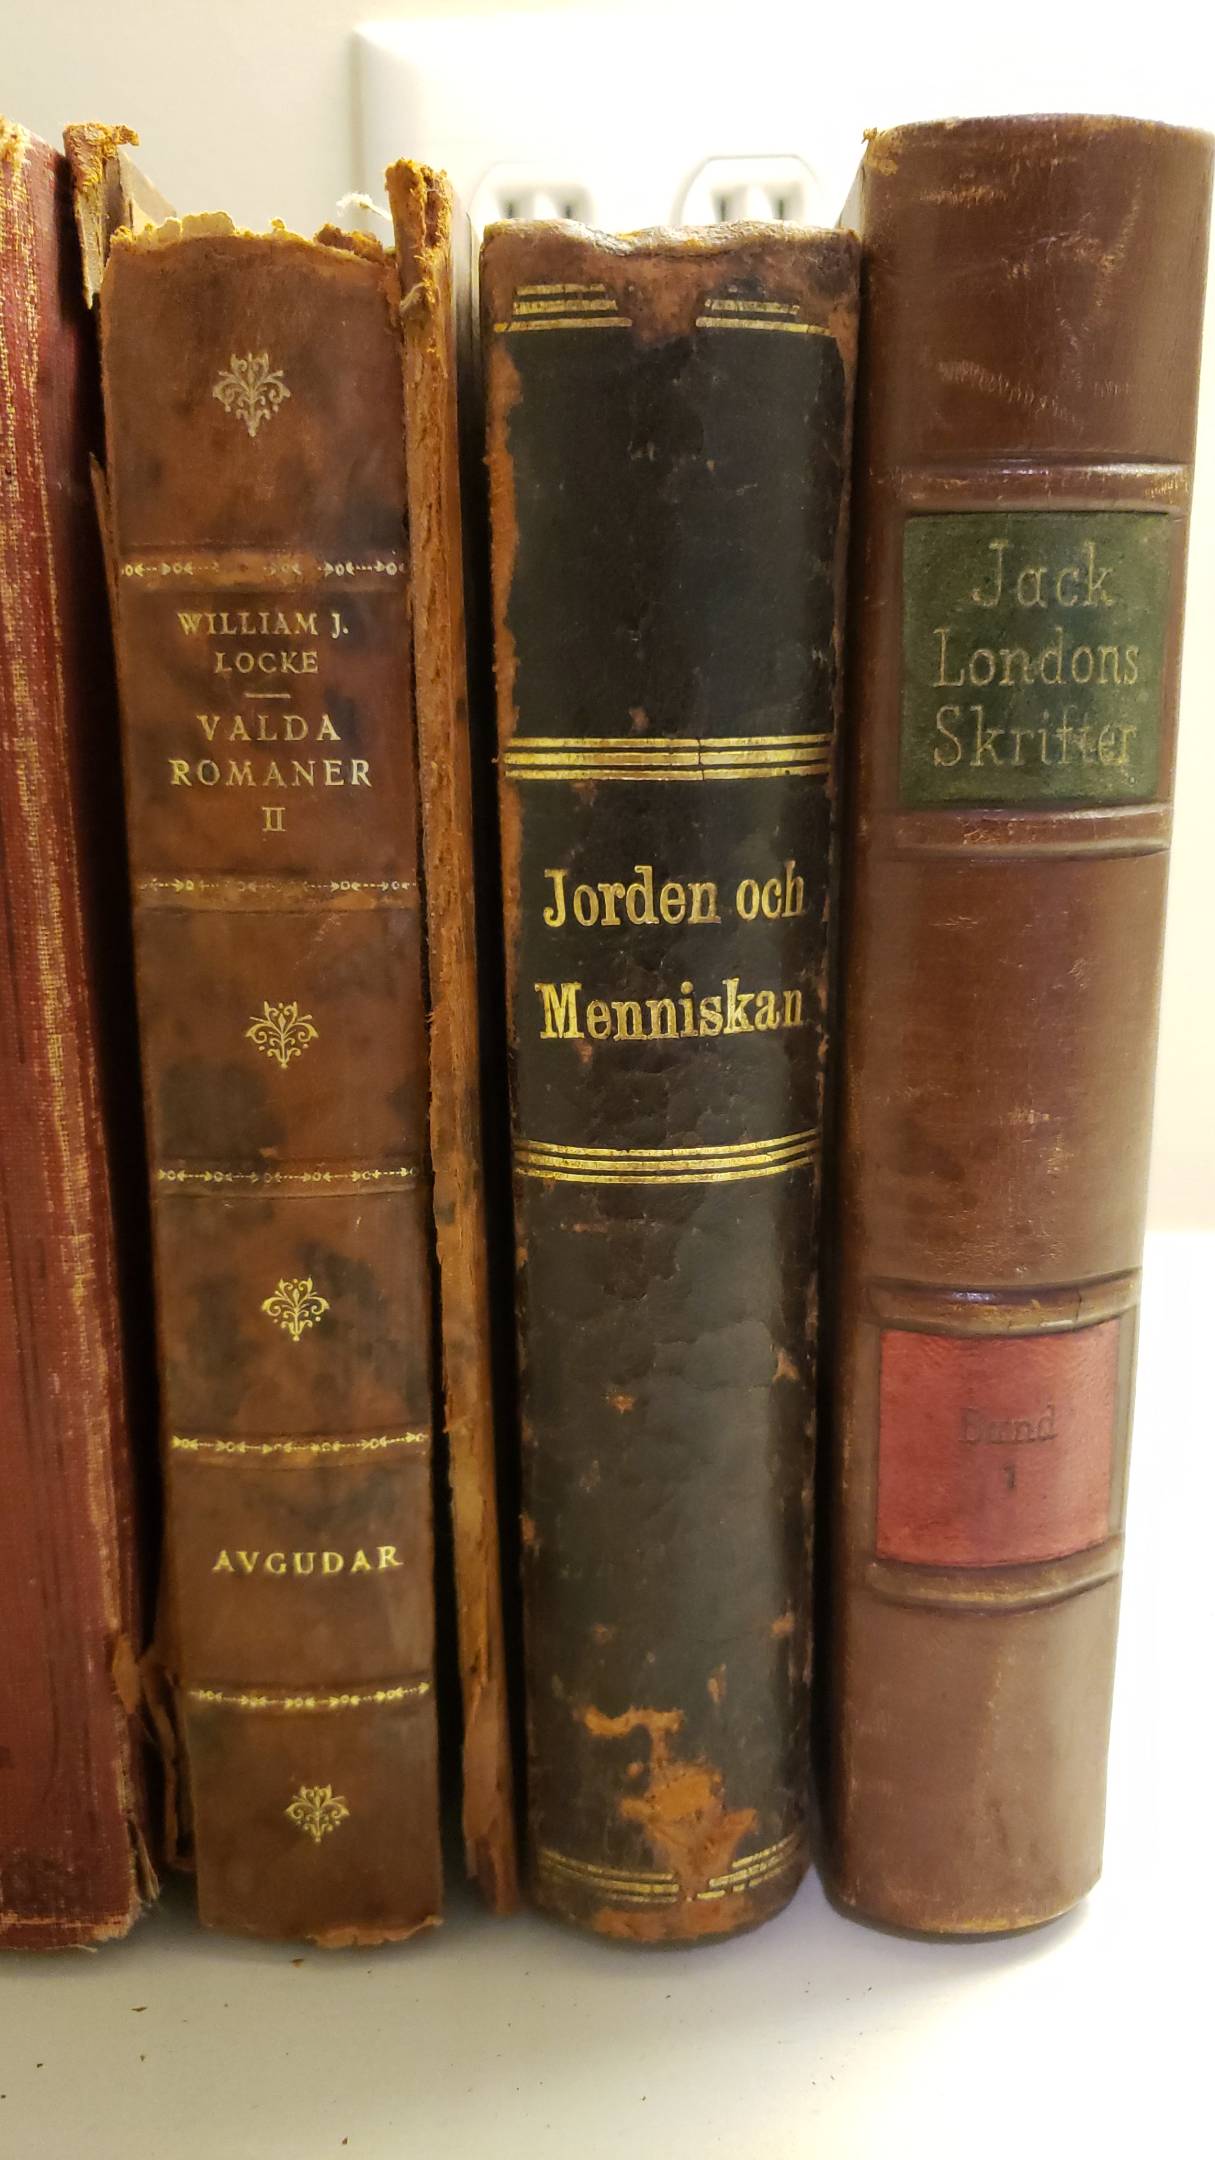 WILLIAM J.
LOCKE
VALDA
ROMANER
II
AVGUDAR
Jorden och
Menniskan
Jack
Londons
Skrifter
Band
1